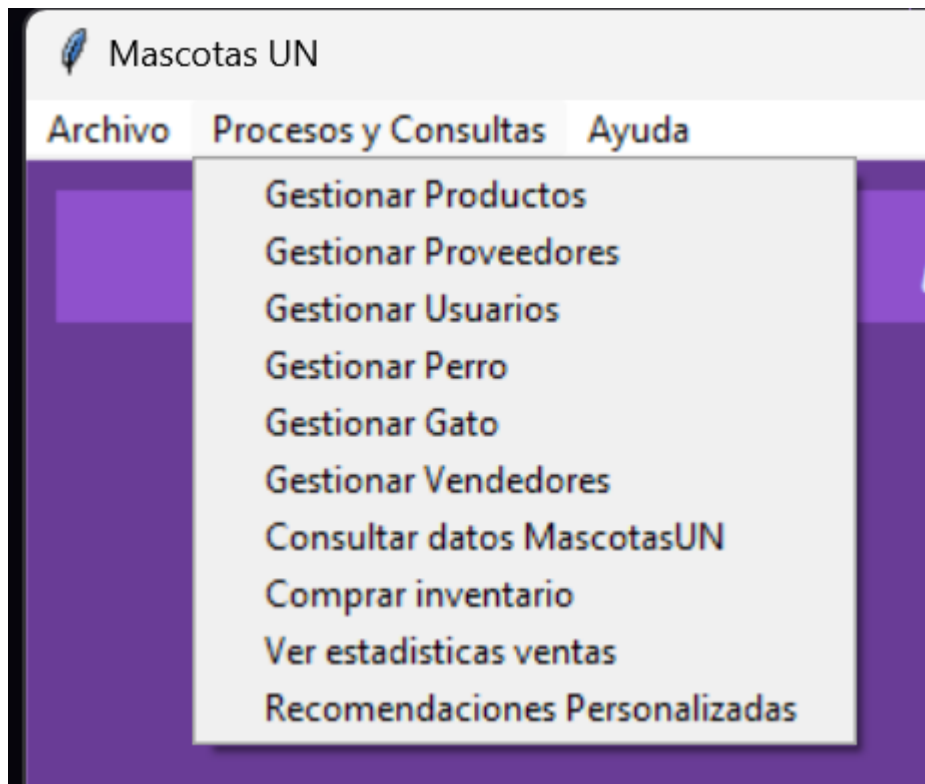 Mascotas UN
Archivo Procesos y Consultas Ayuda
Gestionar Productos
Gestionar Proveedores
Gestionar Usuarios
Gestionar Perro
Gestionar Gato
Gestionar Vendedores
Consultar datos MascotasUN
Comprar inventario
Ver estadisticas ventas
Recomendaciones Personalizadas